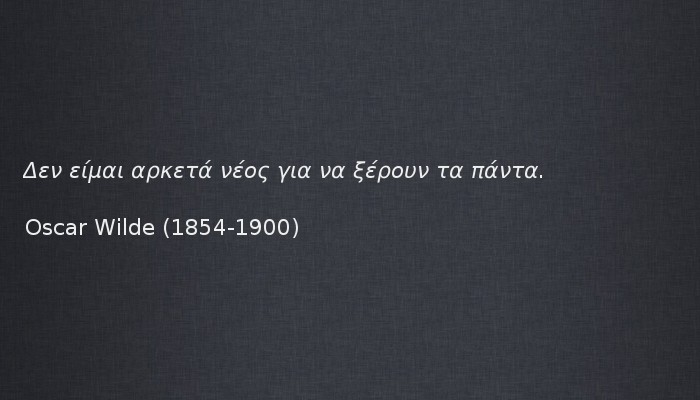 Δεν είμαι αρκετά νέος για να ξέρουν τα πάντα.
Oscar Wilde (1854-1900)